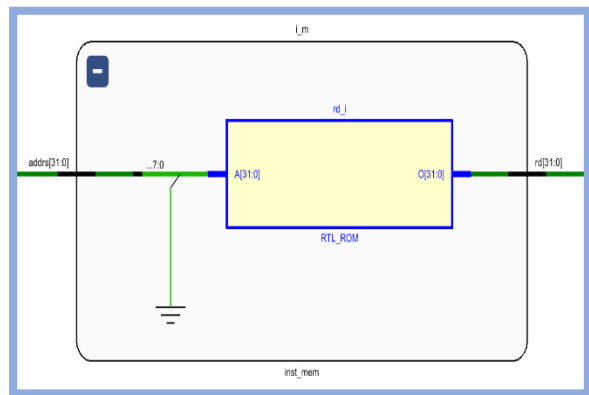 i_m
rd_i
addrs[31:0]
...7:0
A[31:0]
O[31:0]
rd[31:0]
RTL_ROM
inst_mem